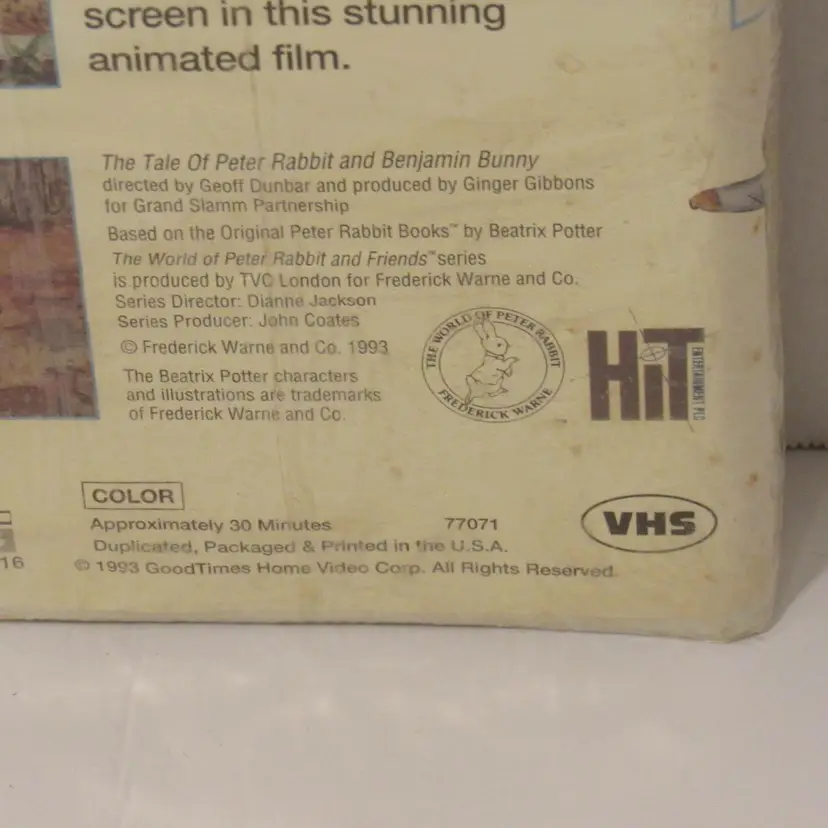 screen in this stunning
animated film.
The Tale Of Peter Rabbit and Benjamin Bunny
directed by Geoff Dunbar and produced by Ginger Gibbons
for Grand Slamm Partnership
Based on the Original Peter Rabbit Books™ by Beatrix Potter
The World of Peter Rabbit and Friends™ series
is produced by TVC London for Frederick Warne and Co.
Series Director: Dianne Jackson
Series Producer: John Coates
© Frederick Warne and Co. 1993
The Beatrix Potter characters
and illustrations are trademarks
of Frederick Warne and Co.
THE WORLD OF PETER RABBIT
FREDERICK WARNE
HiT
ENTERTAINMENT PLC
COLOR
Approximately 30 Minutes 77071
Duplicated, Packaged & Printed in the U.S.A.
© 1993 GoodTimes Home Video Corp. All Rights Reserved.
VHS
16